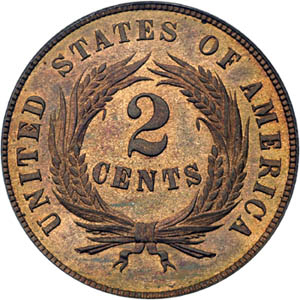 UNITED STATES OF AMERICA
2
CENTS